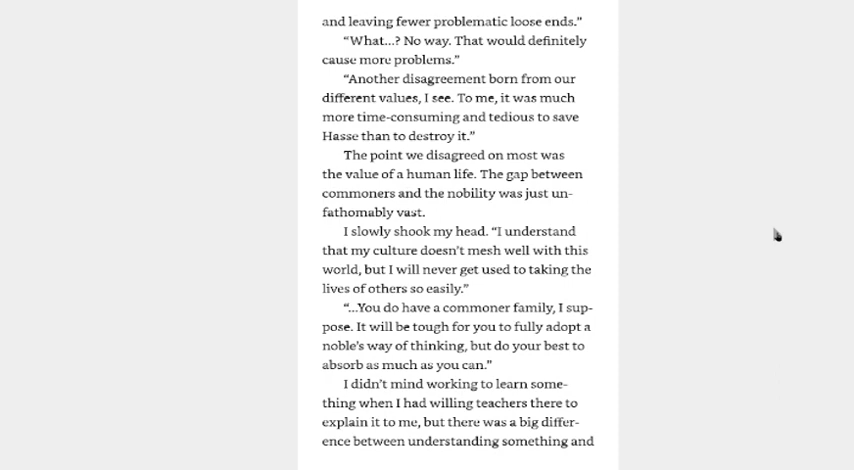 and leaving fewer problematic loose ends.”
“What...? No way. That would definitely
cause more problems.”
“Another disagreement born from our
different values, I see. To me, it was much
more time-consuming and tedious to save
Hasse than to destroy it.”
The point we disagreed on most was
the value of a human life. The gap between
commoners and the nobility was just un-
fathomably vast.
I slowly shook my head. “I understand
that my culture doesn’t mesh well with this
world, but I will never get used to taking the
lives of others so easily.”
“...You do have a commoner family, I sup-
pose. It will be tough for you to fully adopt a
noble’s way of thinking, but do your best to
absorb as much as you can.”
I didn’t mind working to learn some-
thing when I had willing teachers there to
explain it to me, but there was a big differ-
ence between understanding something and